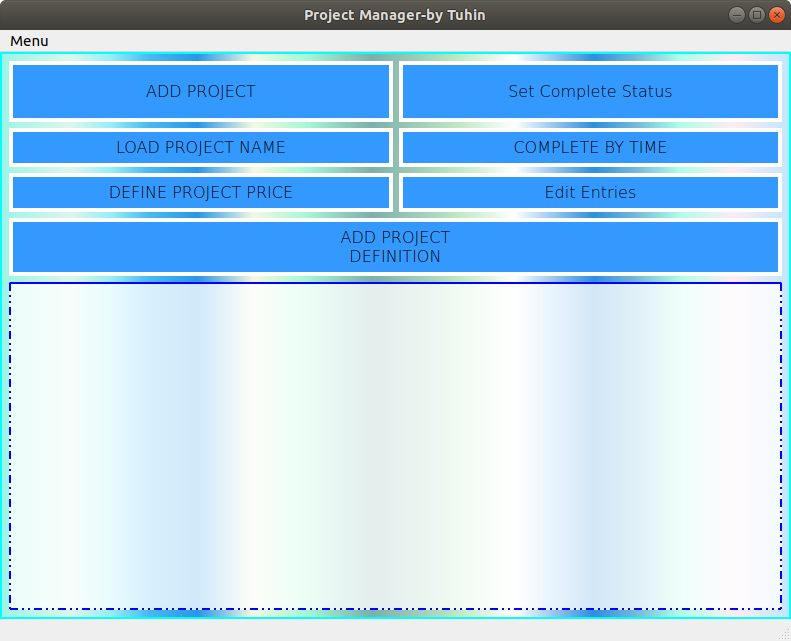 Project Manager-by Tuhin
Menu
ADD PROJECT
Set Complete Status
LOAD PROJECT NAME
COMPLETE BY TIME
DEFINE PROJECT PRICE
Edit Entries
ADD PROJECT
DEFINITION